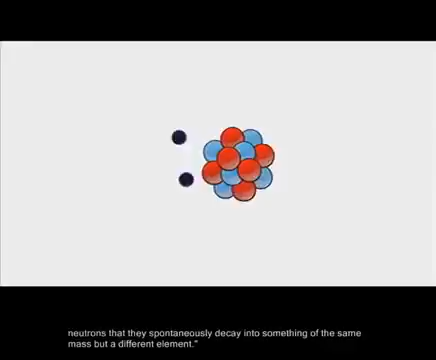 neutrons that they spontaneously decay into something of the same
mass but a different element."